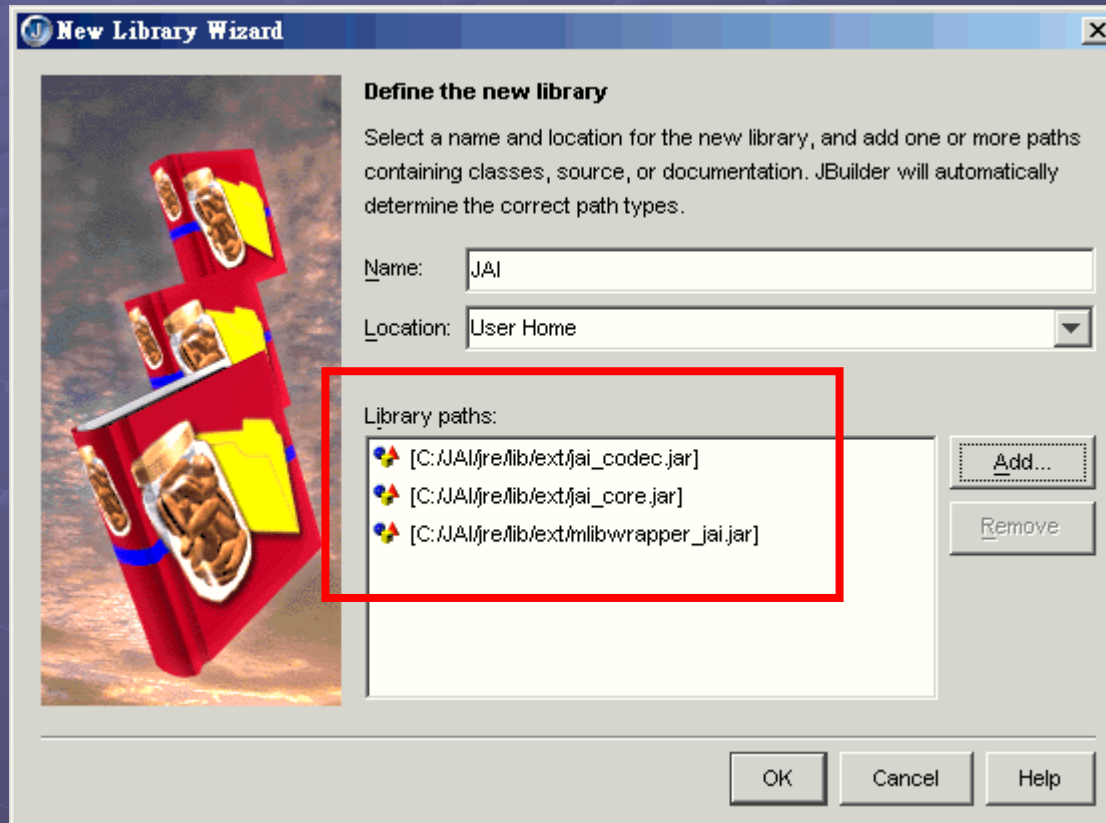 New Library Wizard
Define the new library
Select a name and location for the new library, and add one or more paths
containing classes, source, or documentation. JBuilder will automatically
determine the correct path types.
Name: JAI
Location: User Home
Library paths:
[C:/JAI/jre/lib/ext/jai_codec.jar]
[C:/JAI/jre/lib/ext/jai_core.jar]
[C:/JAI/jre/lib/ext/mlibwrapper_jai.jar]
Add...
Remove
OK Cancel Help